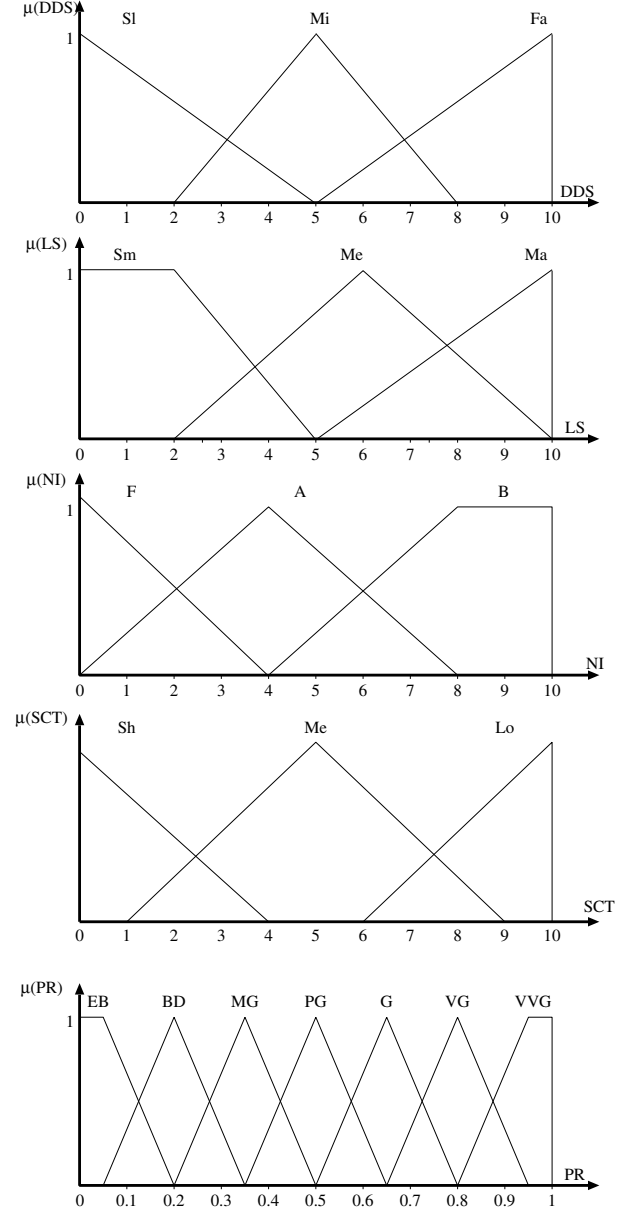 μ(DDS)
Sl Mi Fa
1
DDS
0 1 2 3 4 5 6 7 8 9 10
μ(LS)
Sm Me Ma
1
LS
0 1 2 3 4 5 6 7 8 9 10
μ(NI)
F A B
1
NI
0 1 2 3 4 5 6 7 8 9 10
μ(SCT)
Sh Me Lo
SCT
0 1 2 3 4 5 6 7 8 9 10
μ(PR)
EB BD MG PG G VG VVG
1
PR
0 0.1 0.2 0.3 0.4 0.5 0.6 0.7 0.8 0.9 1